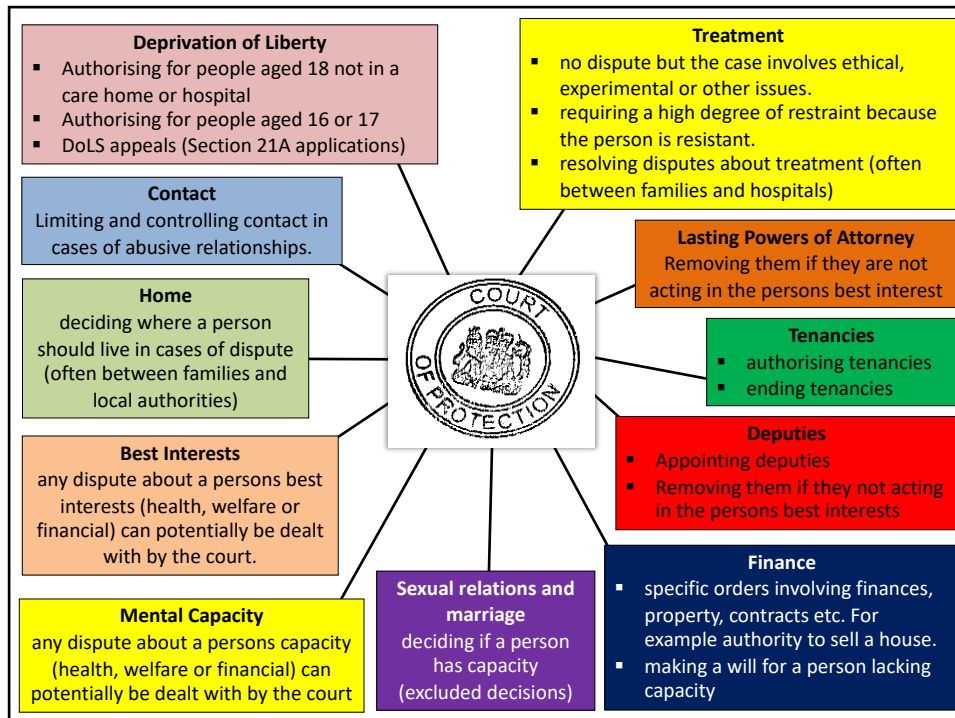 Deprivation of Liberty
▪ Authorising for people aged 18 not in a
care home or hospital
▪ Authorising for people aged 16 or 17
▪ DoLS appeals (Section 21A applications)
Treatment
▪ no dispute but the case involves ethical,
experimental or other issues.
▪ requiring a high degree of restraint because
the person is resistant.
▪ resolving disputes about treatment (often
between families and hospitals)
Contact
Limiting and controlling contact in
cases of abusive relationships.
Lasting Powers of Attorney
Removing them if they are not
acting in the persons best interest
Home
deciding where a person
should live in cases of dispute
(often between families and
local authorities)
COURT
OF PROTECTION
Tenancies
▪ authorising tenancies
▪ ending tenancies
Best Interests
any dispute about a persons best
interests (health, welfare or
financial) can potentially be dealt
with by the court.
Deputies
▪ Appointing deputies
▪ Removing them if they not acting
in the persons best interests
Mental Capacity
any dispute about a persons capacity
(health, welfare or financial) can
potentially be dealt with by the court
Sexual relations and
marriage
deciding if a person
has capacity
(excluded decisions)
Finance
▪ specific orders involving finances,
property, contracts etc. For
example authority to sell a house.
▪ making a will for a person lacking
capacity